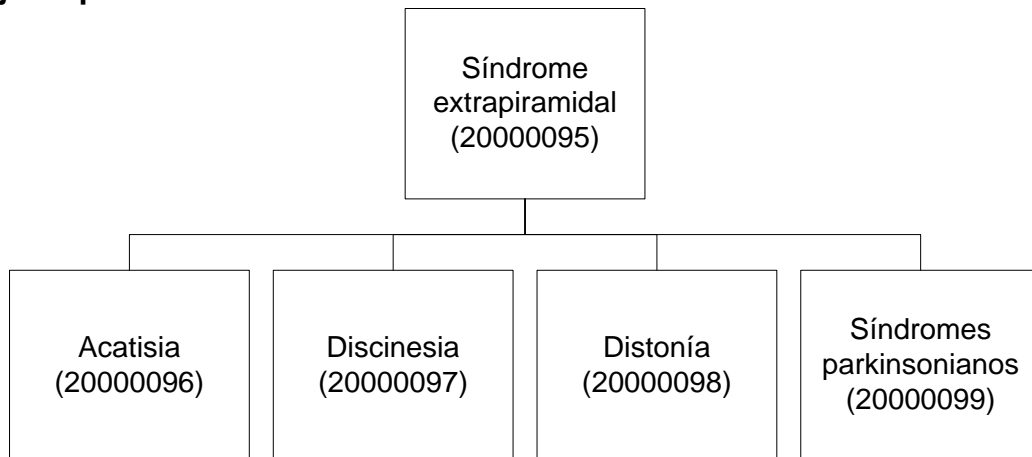 Síndrome
extrapiramidal
(20000095)
Acatisia
(20000096)
Discinesia
(20000097)
Distonía
(20000098)
Síndromes
parkinsonianos
(20000099)